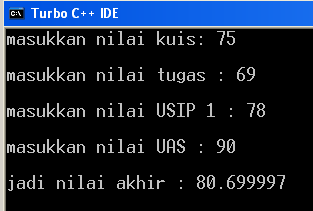 Turbo C++ IDE
masukkan nilai kuis: 75
masukkan nilai tugas : 69
masukkan nilai USIP 1 : 78
masukkan nilai UAS : 90
jadi nilai akhir : 80.699997